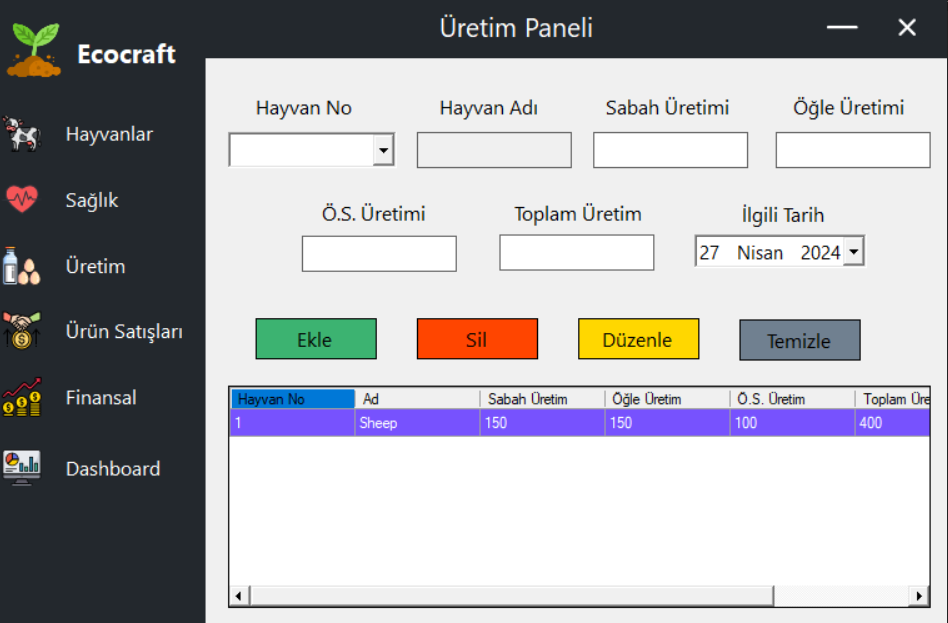 Üretim Paneli
Ecocraft
Hayvanlar
Sağlık
Üretim
Ürün Satışları
Finansal
Dashboard
Hayvan No Hayvan Adı Sabah Üretimi Öğle Üretimi
Ö.S. Üretimi Toplam Üretim İlgili Tarih
27 Nisan 2024
Ekle Sil Düzenle Temizle
Hayvan No Ad Sabah Üretim Öğle Üretim Ö.S. Üretim Toplam Üre
1 Sheep 150 150 100 400